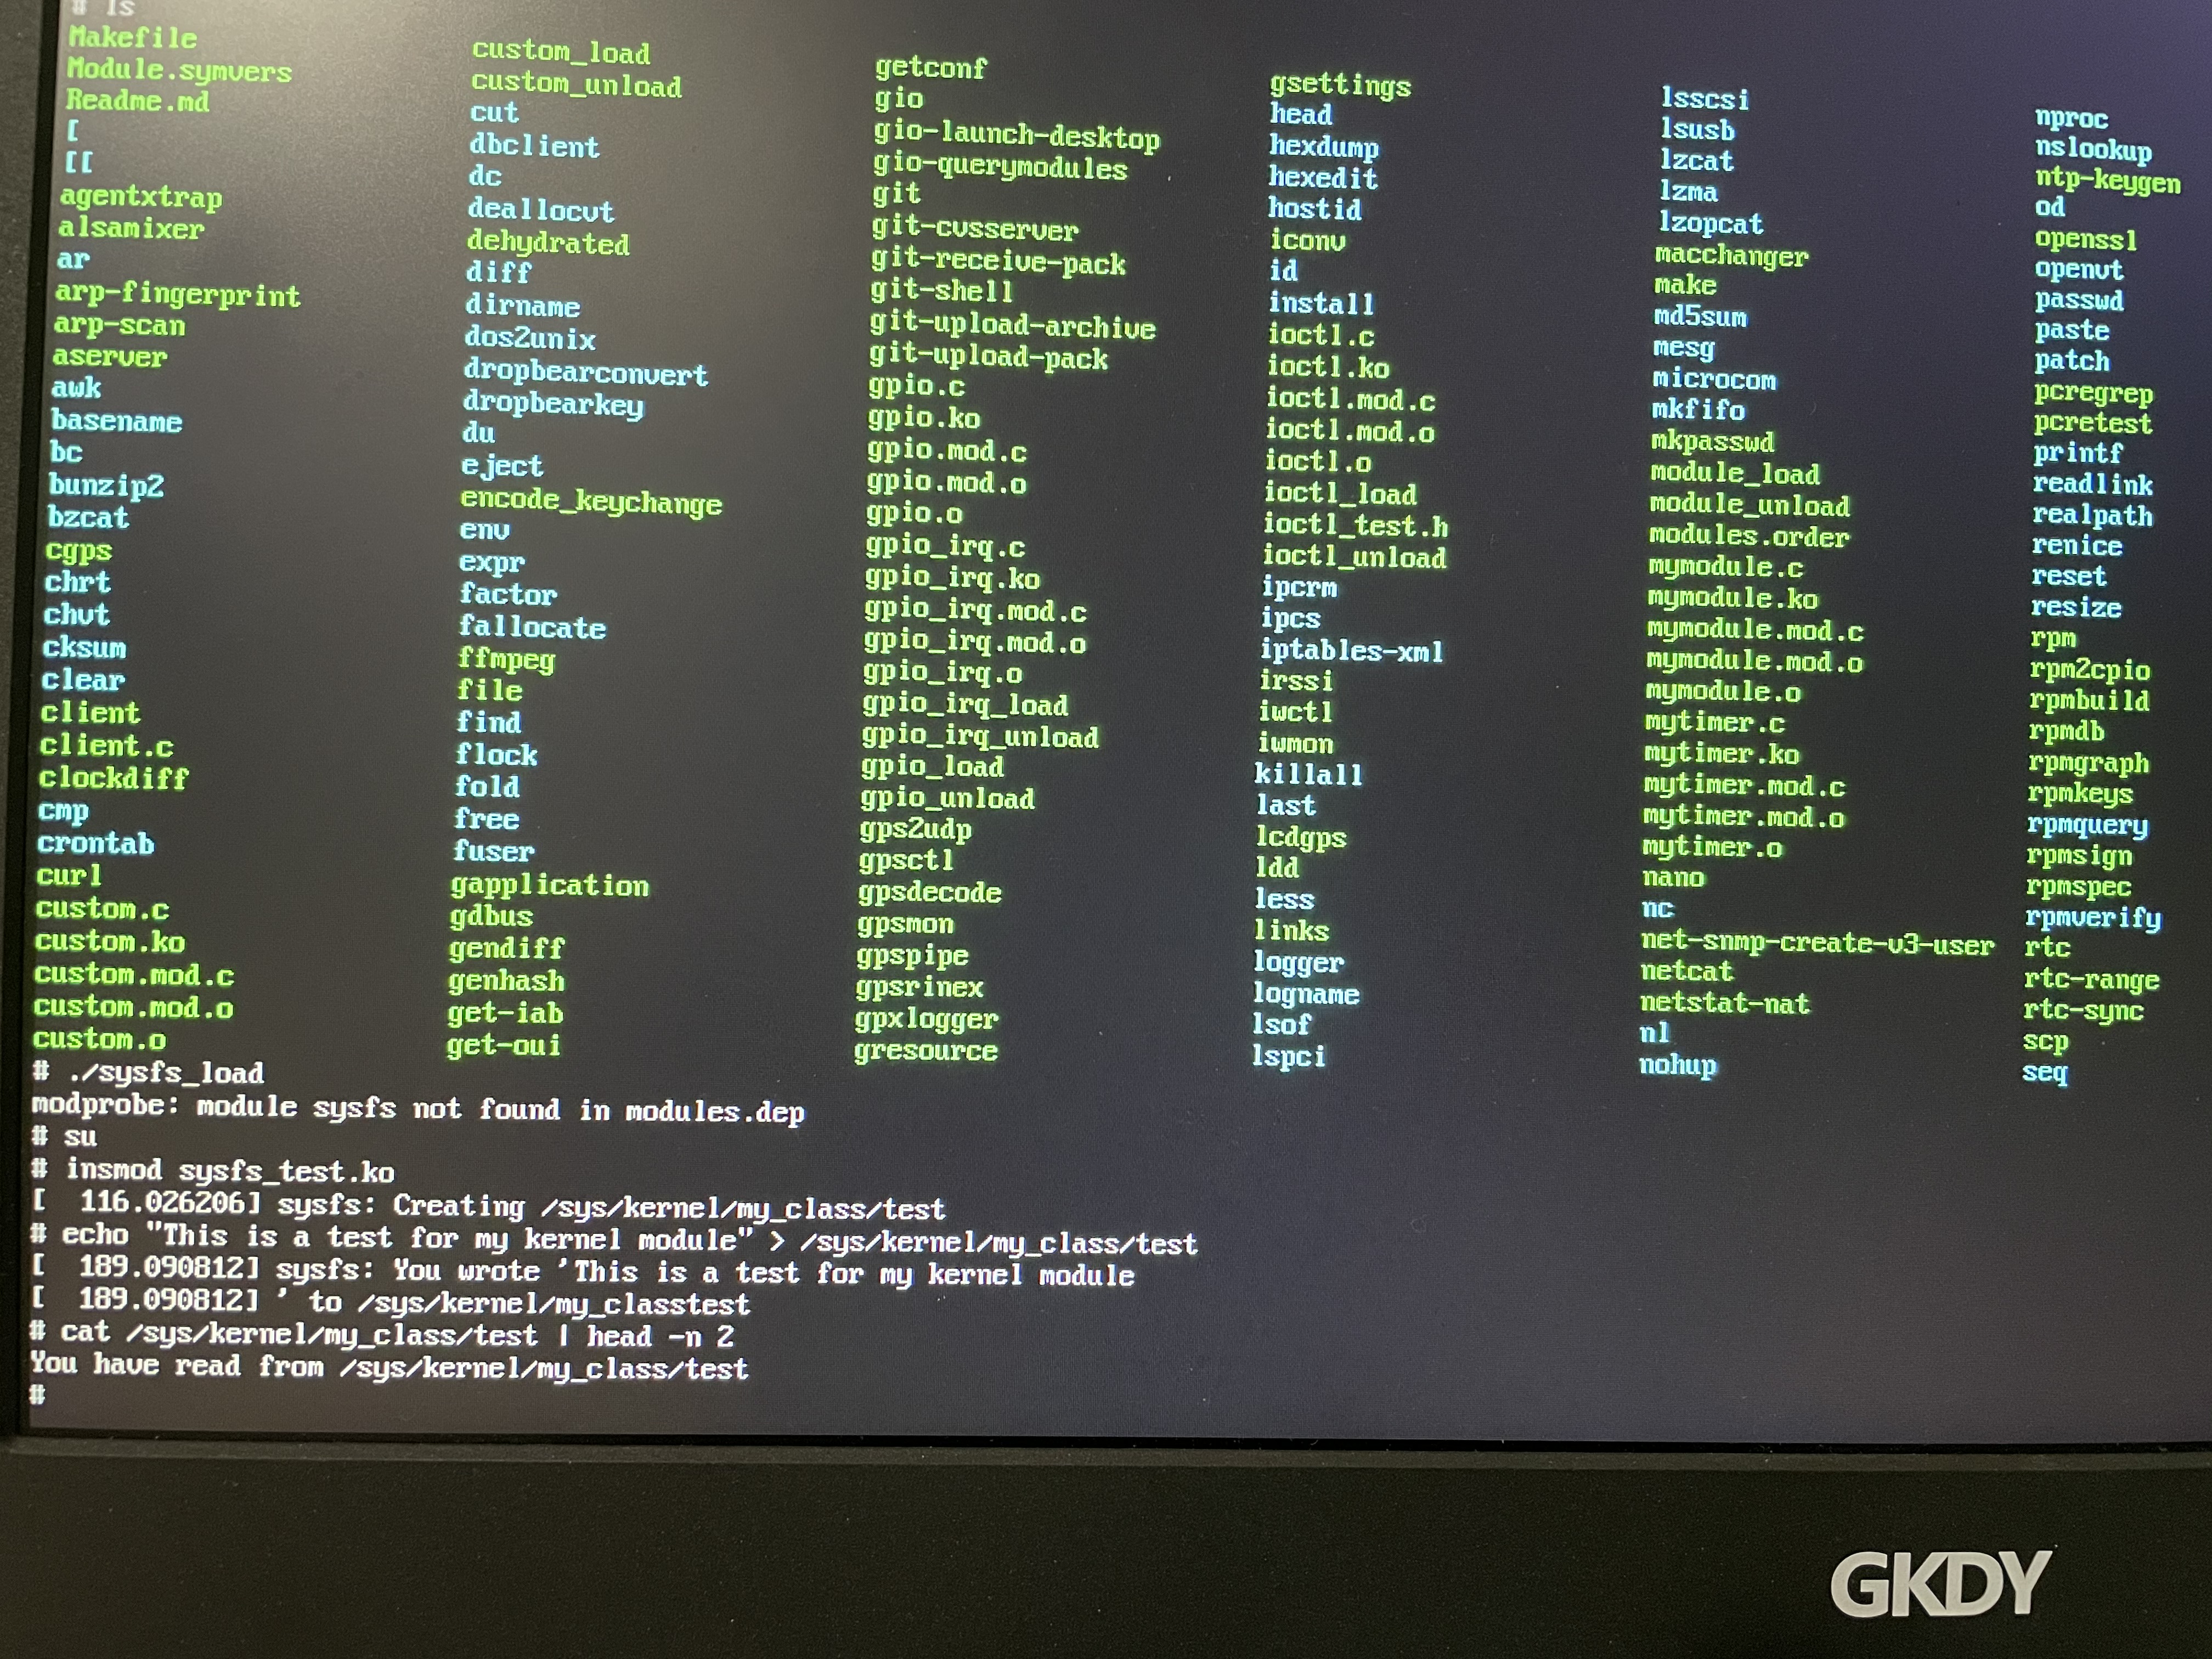 # ls
Makefile custom_load getconf gsettings lsscsi nproc
Module.symvers custom_unload gio head lsusb nslookup
Readme.md cut gio-launch-desktop hexdump lzcat ntp-keygen
[ dbclient gio-querymodules hexedit lzma od
[[ dc git hostid lzopcat openssl
agentxtrap deallocvt git-cvsserver iconv macchanger openvt
alsamixer dehydrated git-receive-pack id make passwd
ar diff git-shell install md5sum paste
arp-fingerprint dirname git-upload-archive ioctl.c mesg patch
arp-scan dos2unix git-upload-pack ioctl.ko microcom pcregrep
aserver dropbearconvert gpio.c ioctl.mod.c mkfifo pcretest
awk dropbearkey gpio.ko ioctl.mod.o mkpasswd printf
basename du gpio.mod.c ioctl.o module_load readlink
bc eject gpio.mod.o ioctl_load module_unload realpath
bunzip2 encode_keychange gpio.o ioctl_test.h modules.order renice
bzcat env gpio_irq.c ioctl_unload mymodule.c reset
cgps expr gpio_irq.ko ipcrm mymodule.ko resize
chrt factor gpio_irq.mod.c ipcs mymodule.mod.c rpm
chvt fallocate gpio_irq.mod.o iptables-xml mymodule.mod.o rpm2cpio
cksum ffmpeg gpio_irq.o irssi mymodule.o rpmbuild
clear file gpio_irq_load iwctl mytimer.c rpmdb
client find gpio_irq_unload iwmon mytimer.ko rpmgraph
client.c flock gpio_load killall mytimer.mod.c rpmkeys
clockdiff fold gpio_unload last mytimer.mod.o rpmquery
cmp free gps2udp lcdgps mytimer.o rpmsign
crontab fuser gpsctl ldd nano rpmspec
curl gapplication gpsdecode less nc rpmverify
custom.c gdbus gpsmon links net-snmp-create-v3-user rtc
custom.ko gendiff gpspipe logger netcat rtc-range
custom.mod.c genhash gpsrinex logname netstat-nat rtc-sync
custom.mod.o get-iab gpxlogger lsof nl scp
custom.o get-oui gresource lspci nohup seq
# ./sysfs_load
modprobe: module sysfs not found in modules.dep
# su
# insmod sysfs_test.ko
[  116.026206] sysfs: Creating /sys/kernel/my_class/test
# echo "This is a test for my kernel module" > /sys/kernel/my_class/test
[  189.090812] sysfs: You wrote 'This is a test for my kernel module
[  189.090812] ' to /sys/kernel/my_classtest
# cat /sys/kernel/my_class/test | head -n 2
You have read from /sys/kernel/my_class/test
#
GKDY